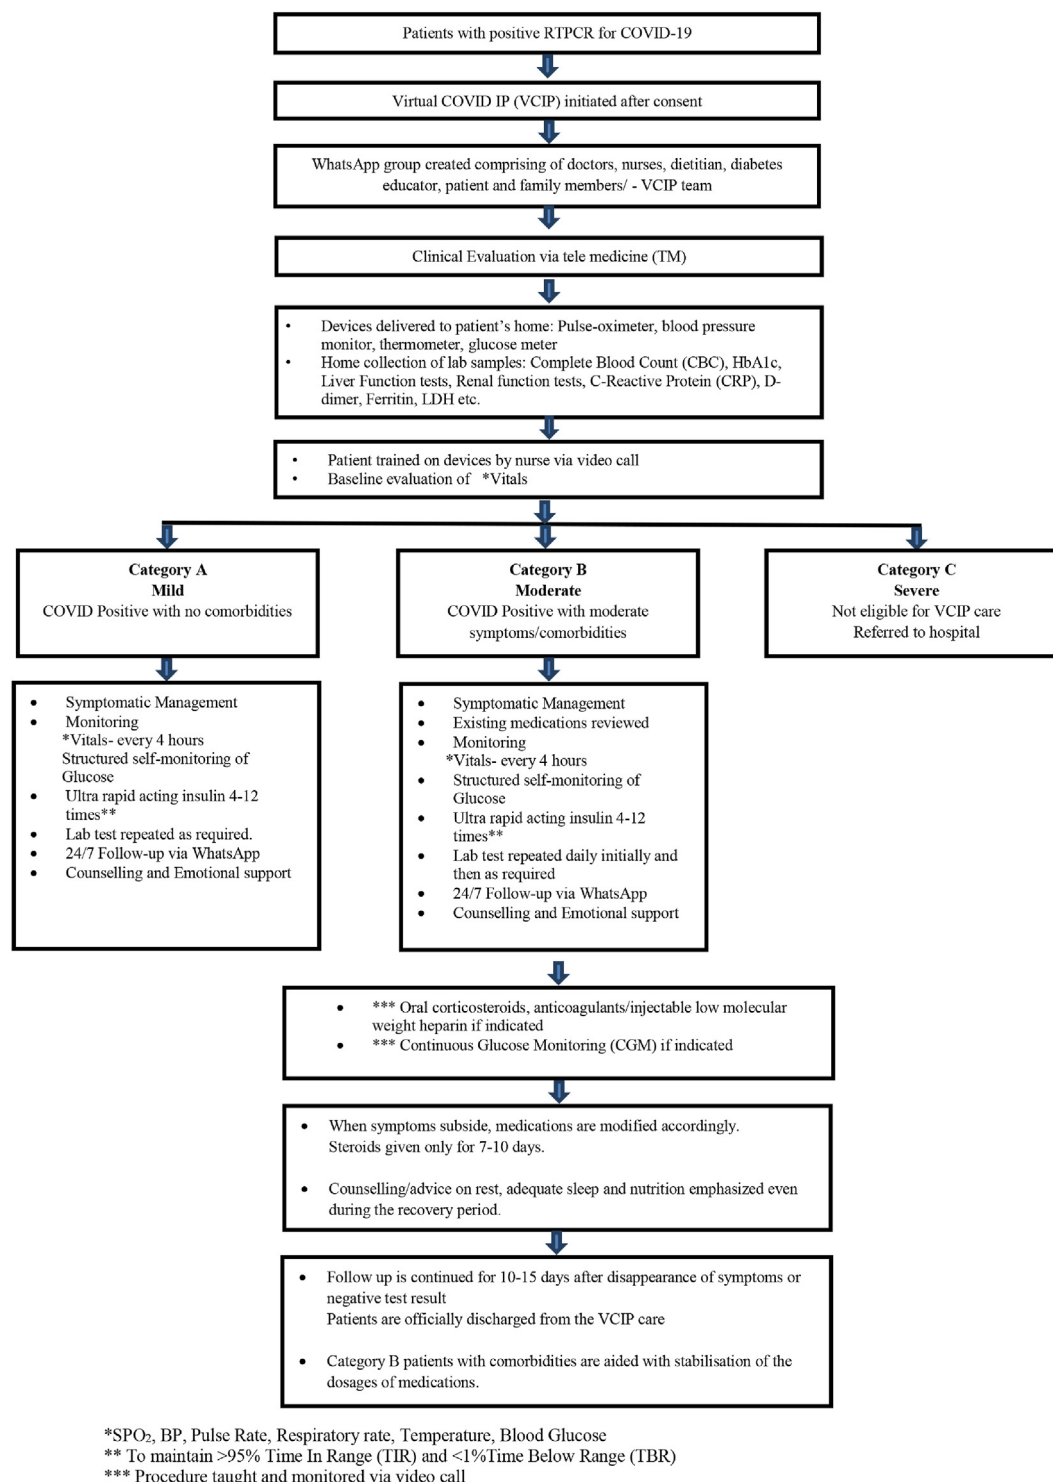 Patients with positive RTPCR for COVID-19
Virtual COVID IP (VCIP) initiated after consent
WhatsApp group created comprising of doctors, nurses, dietitian, diabetes
educator, patient and family members/ - VCIP team
Clinical Evaluation via tele medicine (TM)
• Devices delivered to patient's home: Pulse-oximeter, blood pressure
monitor, thermometer, glucose meter
• Home collection of lab samples: Complete Blood Count (CBC), HbA1c,
Liver Function tests, Renal function tests, C-Reactive Protein (CRP), D-
dimer, Ferritin, LDH etc.
• Patient trained on devices by nurse via video call
• Baseline evaluation of *Vitals
Category A
Mild
COVID Positive with no comorbidities
Category B
Moderate
COVID Positive with moderate
symptoms/comorbidities
Category C
Severe
Not eligible for VCIP care
Referred to hospital
• Symptomatic Management
• Monitoring
*Vitals- every 4 hours
Structured self-monitoring of
Glucose
• Ultra rapid acting insulin 4-12
times**
• Lab test repeated as required.
• 24/7 Follow-up via WhatsApp
• Counselling and Emotional support
• Symptomatic Management
• Existing medications reviewed
• Monitoring
*Vitals- every 4 hours
• Structured self-monitoring of
Glucose
• Ultra rapid acting insulin 4-12
times**
• Lab test repeated daily initially and
then as required
• 24/7 Follow-up via WhatsApp
• Counselling and Emotional support
• *** Oral corticosteroids, anticoagulants/injectable low molecular
weight heparin if indicated
• *** Continuous Glucose Monitoring (CGM) if indicated
• When symptoms subside, medications are modified accordingly.
Steroids given only for 7-10 days.
• Counselling/advice on rest, adequate sleep and nutrition emphasized even
during the recovery period.
• Follow up is continued for 10-15 days after disappearance of symptoms or
negative test result
Patients are officially discharged from the VCIP care
• Category B patients with comorbidities are aided with stabilisation of the
dosages of medications.
*SPO₂, BP, Pulse Rate, Respiratory rate, Temperature, Blood Glucose
** To maintain >95% Time In Range (TIR) and <1%Time Below Range (TBR)
*** Procedure taught and monitored via video call